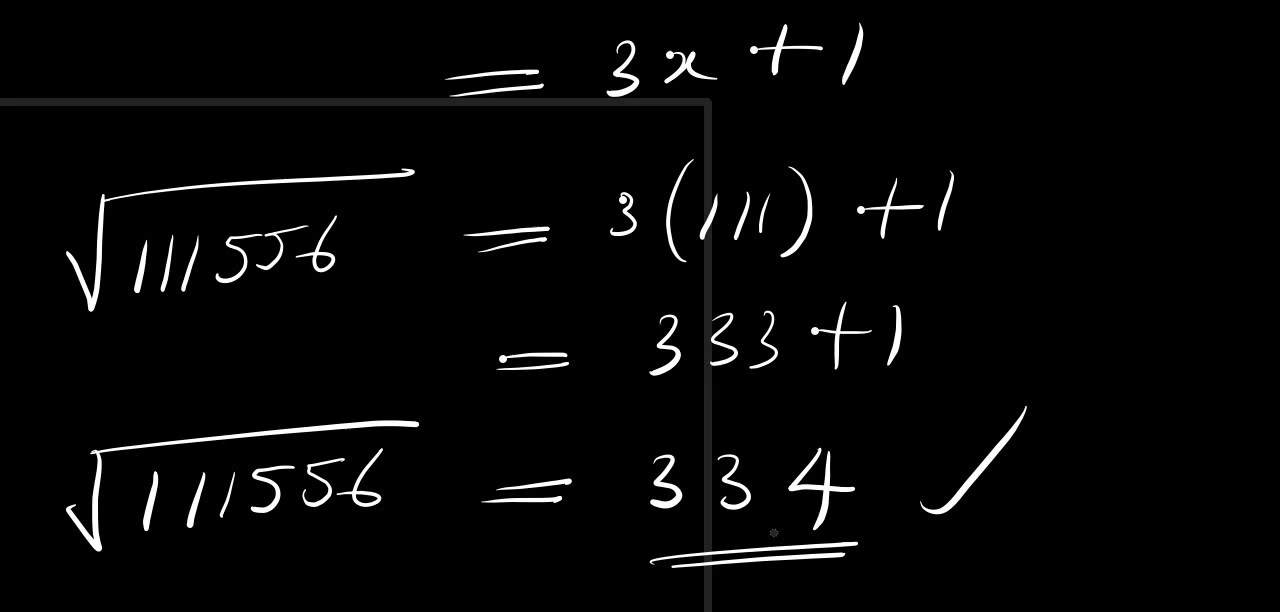 = 3x + 1
√111556 = 3(111) + 1
= 333 + 1
√111556 = 334 ✓